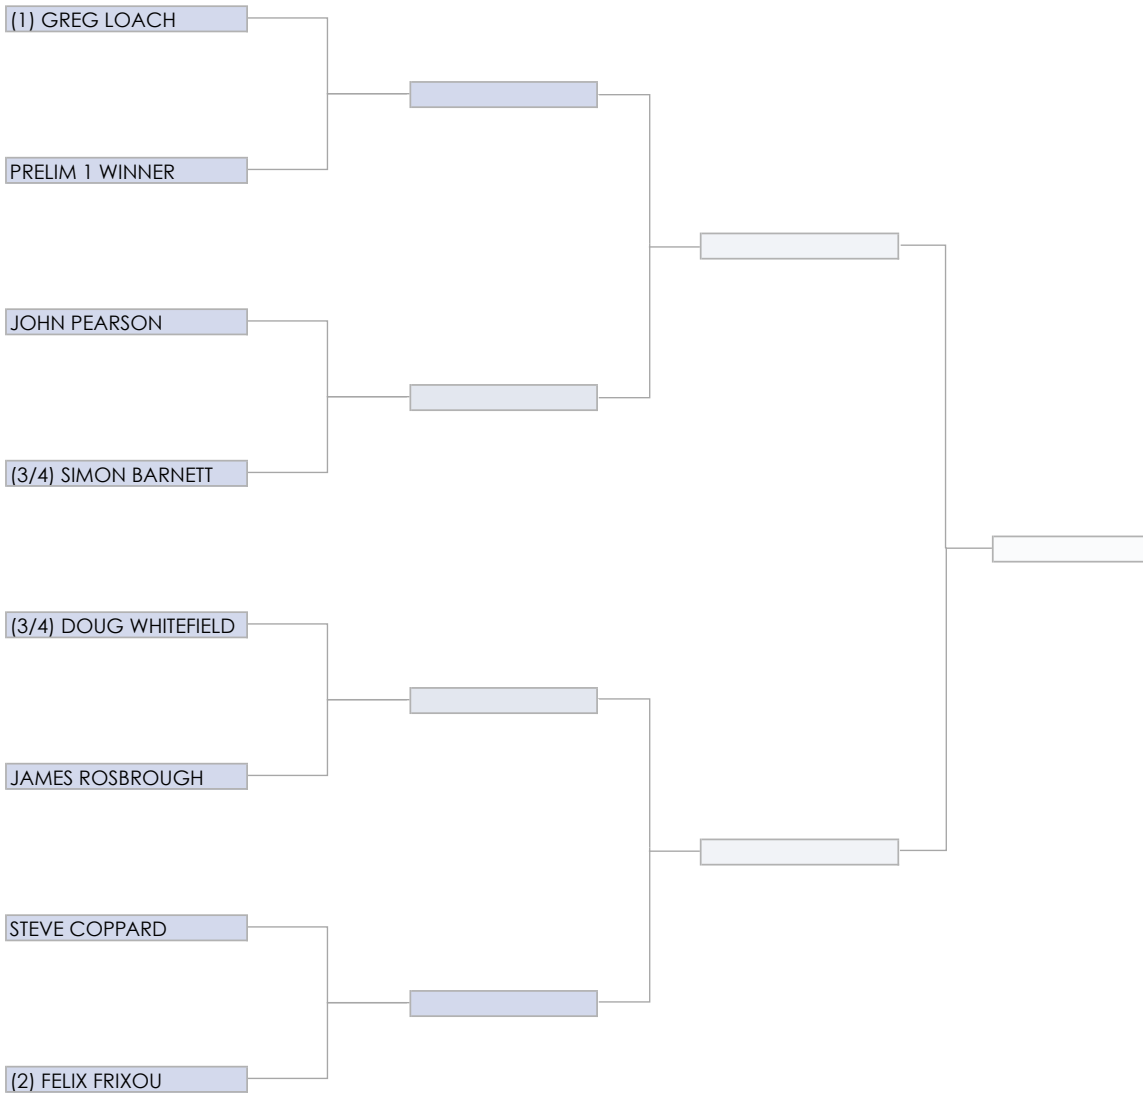 (1) GREG LOACH
PRELIM 1 WINNER
JOHN PEARSON
(3/4) SIMON BARNETT
(3/4) DOUG WHITEFIELD
JAMES ROSBROUGH
STEVE COPPARD
(2) FELIX FRIXOU